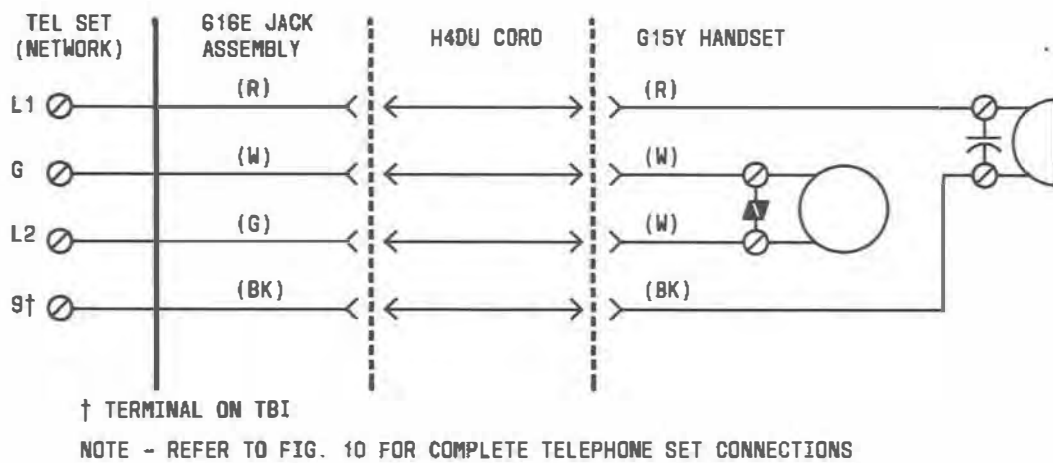 TEL SET
(NETWORK)
616E JACK
ASSEMBLY
H4DU CORD
G15Y HANDSET
L1
(R)
(R)
G
(W)
(W)
L2
(G)
(W)
9†
(BK)
(BK)
† TERMINAL ON TBI
NOTE - REFER TO FIG. 10 FOR COMPLETE TELEPHONE SET CONNECTIONS